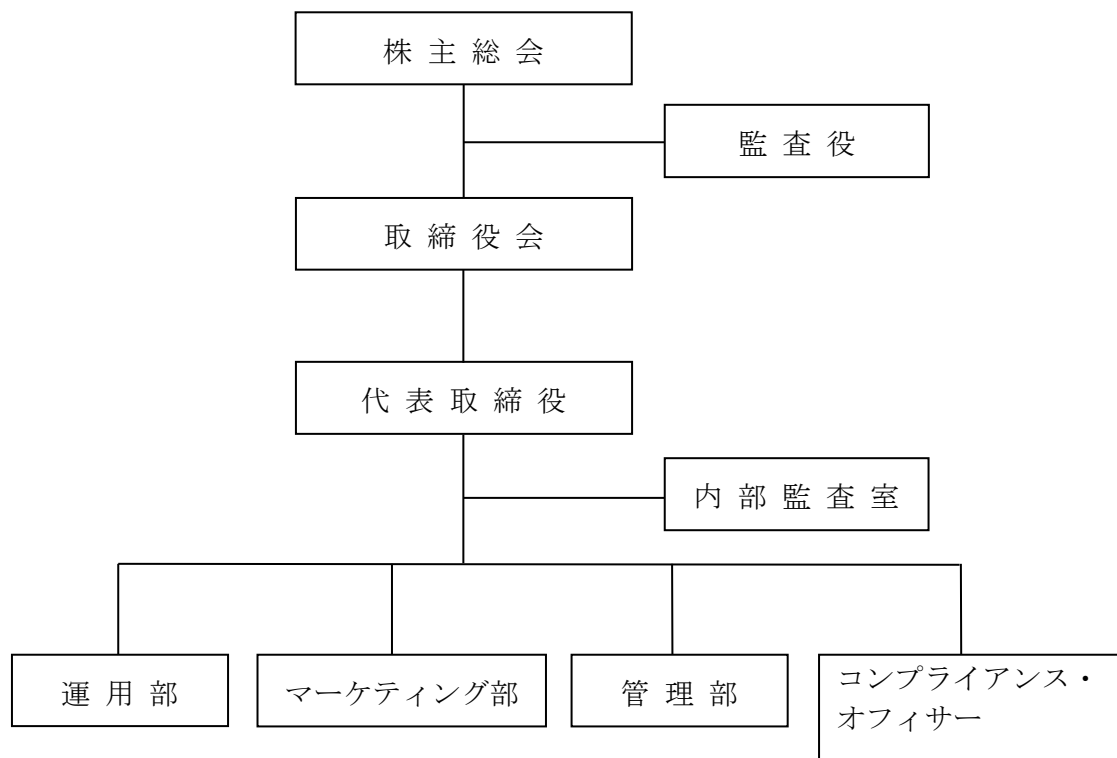 株主総会
監査役
取締役会
代表取締役
内部監査室
運用部
マーケティング部
管理部
コンプライアンス・
オフィサー